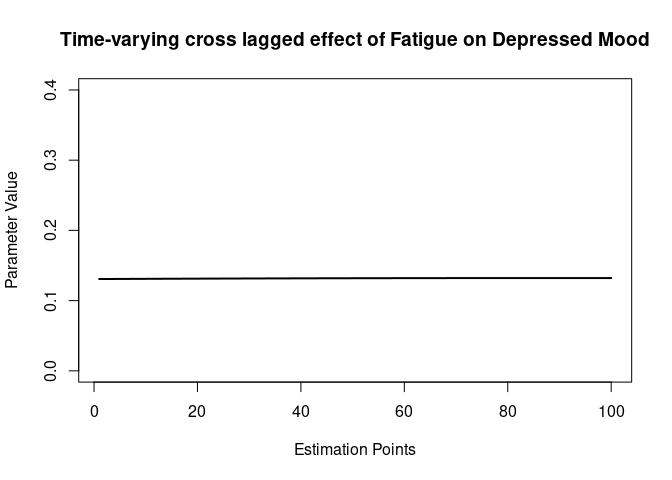 Time-varying cross lagged effect of Fatigue on Depressed Mood
0.4
0.3
0.2
0.1
0.0
Parameter Value
0 20 40 60 80 100
Estimation Points